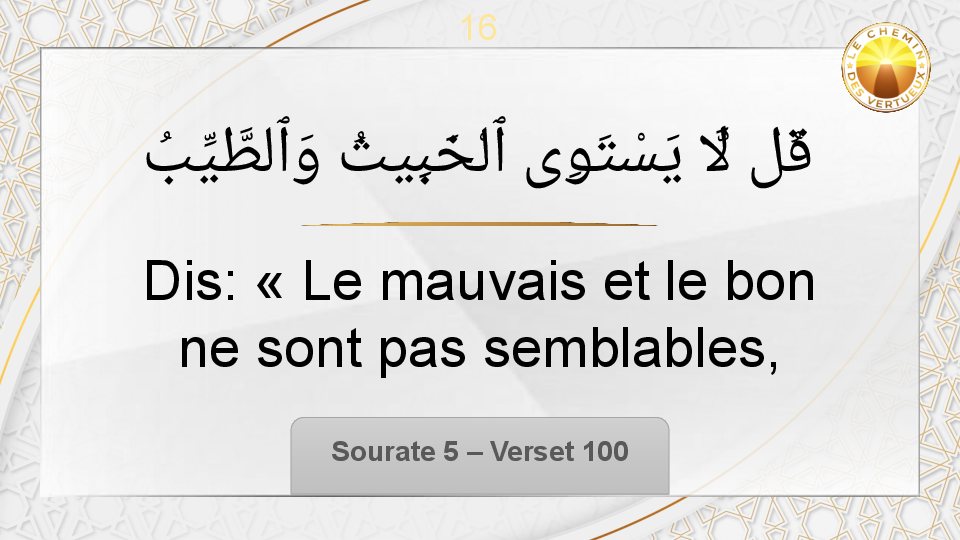 16
LE CHEMIN
DES VERTUEUX
قُل لَّا يَسْتَوِى ٱلْخَبِيثُ وَٱلطَّيِّبُ
Dis: « Le mauvais et le bon
ne sont pas semblables,
Sourate 5 – Verset 100